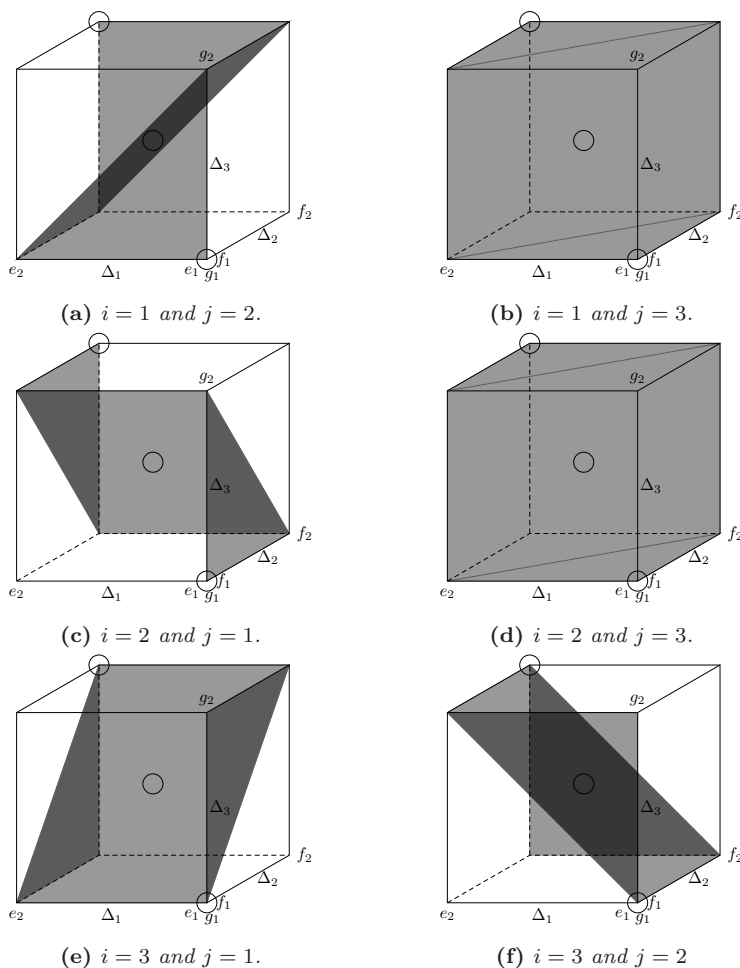 g₂
Δ₃
f₂
Δ₂
e₂ Δ₁ e₁ g₁ f₁
(a) i = 1 and j = 2.
g₂
Δ₃
f₂
Δ₂
e₂ Δ₁ e₁ g₁ f₁
(b) i = 1 and j = 3.
g₂
Δ₃
f₂
Δ₂
e₂ Δ₁ e₁ g₁ f₁
(c) i = 2 and j = 1.
g₂
Δ₃
f₂
Δ₂
e₂ Δ₁ e₁ g₁ f₁
(d) i = 2 and j = 3.
g₂
Δ₃
f₂
Δ₂
e₂ Δ₁ e₁ g₁ f₁
(e) i = 3 and j = 1.
g₂
Δ₃
f₂
Δ₂
e₂ Δ₁ e₁ g₁ f₁
(f) i = 3 and j = 2